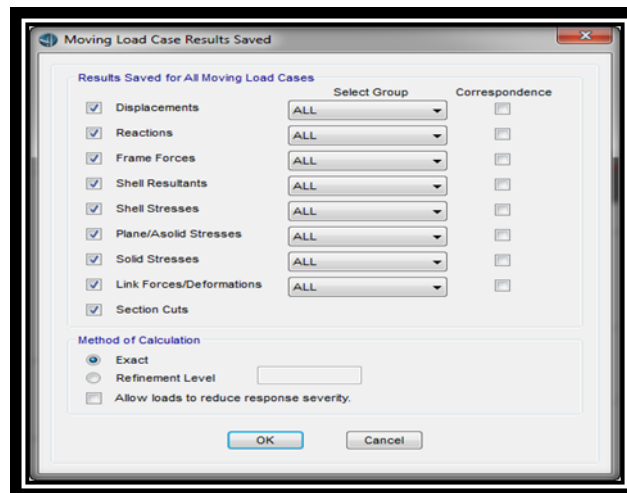 Moving Load Case Results Saved
Results Saved for All Moving Load Cases
Select Group Correspondence
Displacements ALL
Reactions ALL
Frame Forces ALL
Shell Resultants ALL
Shell Stresses ALL
Plane/Asolid Stresses ALL
Solid Stresses ALL
Link Forces/Deformations ALL
Section Cuts
Method of Calculation
Exact
Refinement Level
Allow loads to reduce response severity.
OK Cancel